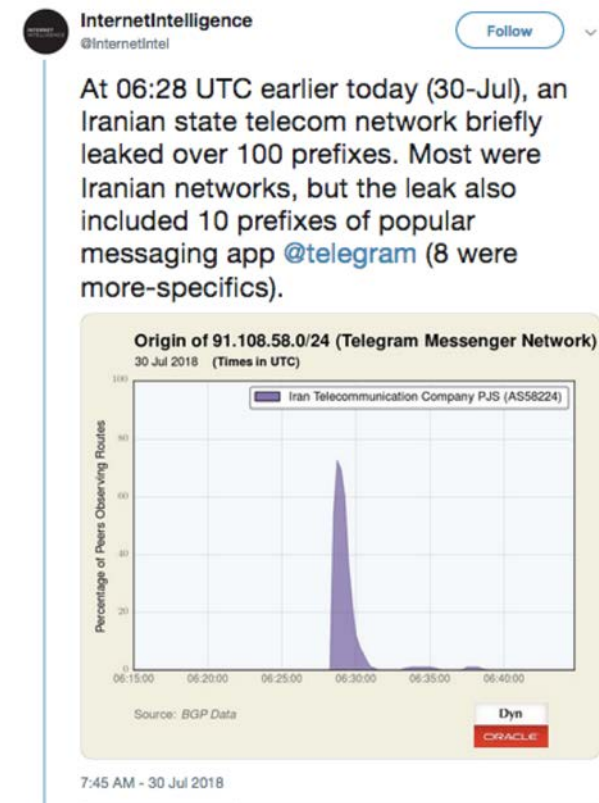 InternetIntelligence
@InternetIntel
Follow
At 06:28 UTC earlier today (30-Jul), an
Iranian state telecom network briefly
leaked over 100 prefixes. Most were
Iranian networks, but the leak also
included 10 prefixes of popular
messaging app @telegram (8 were
more-specifics).
Origin of 91.108.58.0/24 (Telegram Messenger Network)
30 Jul 2018 (Times in UTC)
Iran Telecommunication Company PJS (AS58224)
Percentage of Peers Observing Routes
100
80
60
40
20
0
06:15:00 06:20:00 06:25:00 06:30:00 06:35:00 06:40:00
Source: BGP Data
Dyn
ORACLE
7:45 AM - 30 Jul 2018